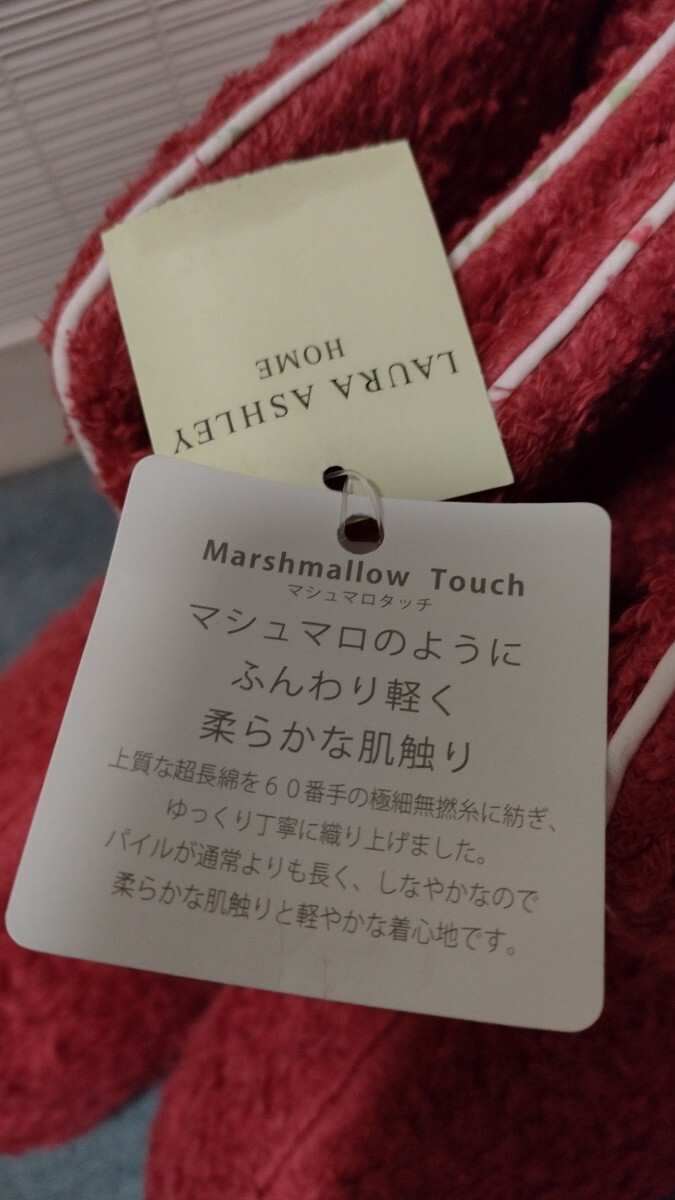 LAURA ASHLEY
HOME
Marshmallow Touch
マシュマロタッチ
マシュマロのように
ふんわり軽く
柔らかな肌触り
上質な超長綿を60番手の極細無撚糸に紡ぎ、
ゆっくり丁寧に織り上げました。
パイルが通常よりも長く、しなやかなので
柔らかな肌触りと軽やかな着心地です。